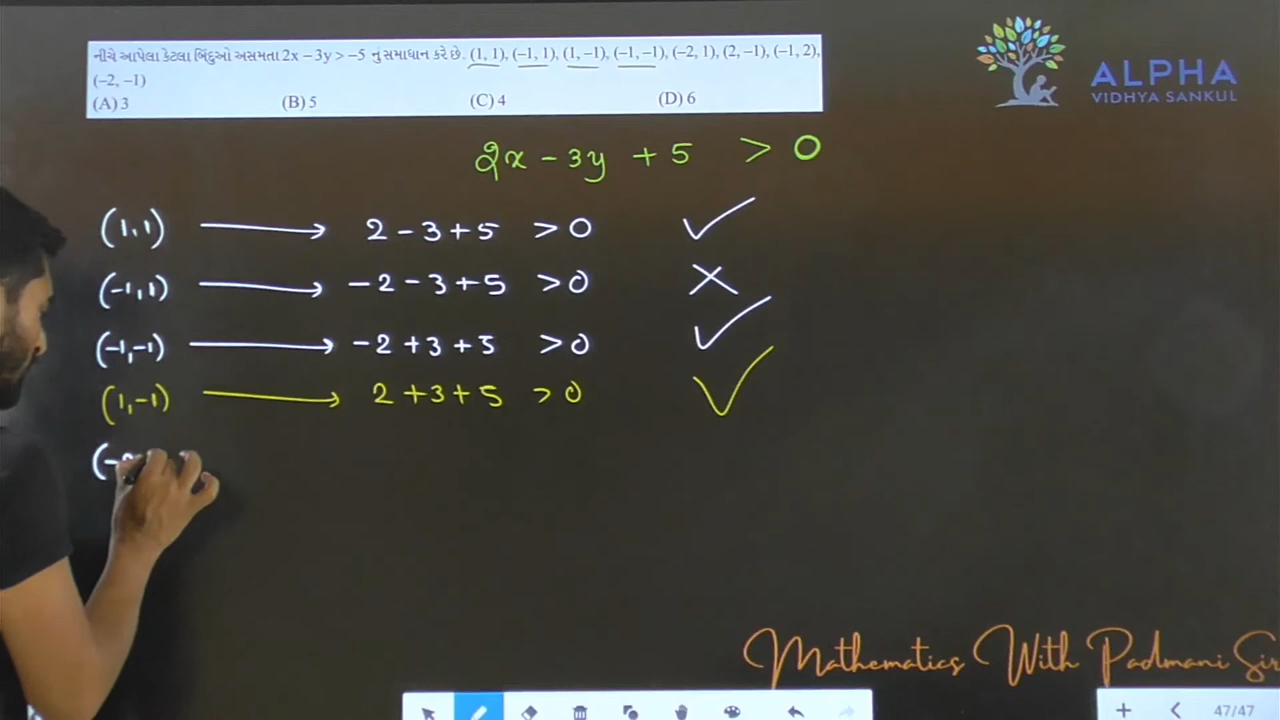 નીચે આપેલા કેટલા બિંદુઓ અસમતા 2x – 3y > –5 નુ સમાધાન કરે છે. (1, 1), (–1, 1), (1, –1), (–1, –1), (–2, 1), (2, –1), (–1, 2),
(–2, –1)
(A) 3 (B) 5 (C) 4 (D) 6
ALPHA
VIDHYA SANKUL
2x - 3y + 5 > 0
(1,1) → 2 - 3 + 5 > 0 ✓
(-1,1) → -2 - 3 + 5 > 0 ✗
(-1,-1) → -2 + 3 + 5 > 0 ✓
(1,-1) → 2 + 3 + 5 > 0 ✓
(-
Mathematics With Padmani Sir
47/47